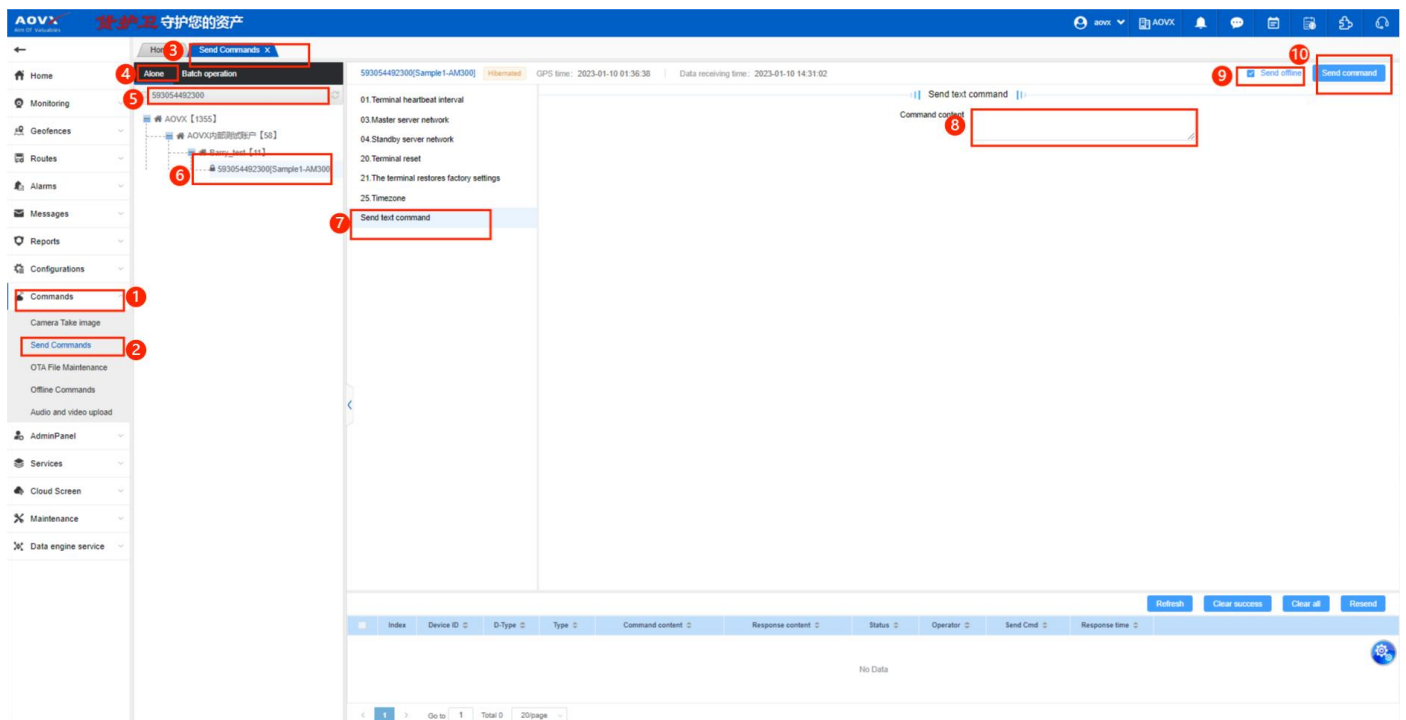 AOVX
Aim Of Valuables
货护卫 守护您的资产
aovx
AOVX
3
Send Commands X
10
Home
4
Alone
Batch operation
593054492300[Sample1-AM300]
Hibernated
GPS time: 2023-01-10 01:36:38
Data receiving time: 2023-01-10 14:31:02
9
Send offline
Send command
5
593054492300
Monitoring
01.Terminal heartbeat interval
Send text command
AOVX【1355】
03.Master server network
Command content
8
Geofences
AOVX内部测试账户【58】
04.Standby server network
Barry_test【11】
Routes
20.Terminal reset
6
593054492300[Sample1-AM300]
21.The terminal restores factory settings
Alarms
25.Timezone
Messages
7
Send text command
Reports
Configurations
Commands
1
Camera Take image
Send Commands
2
OTA File Maintenance
Offline Commands
Audio and video upload
AdminPanel
Services
Cloud Screen
Maintenance
Data engine service
Refresh
Clear success
Clear all
Resend
Index
Device ID
D-Type
Type
Command content
Response content
Status
Operator
Send Cmd
Response time
No Data
1
Go to
1
Total 0
20/page